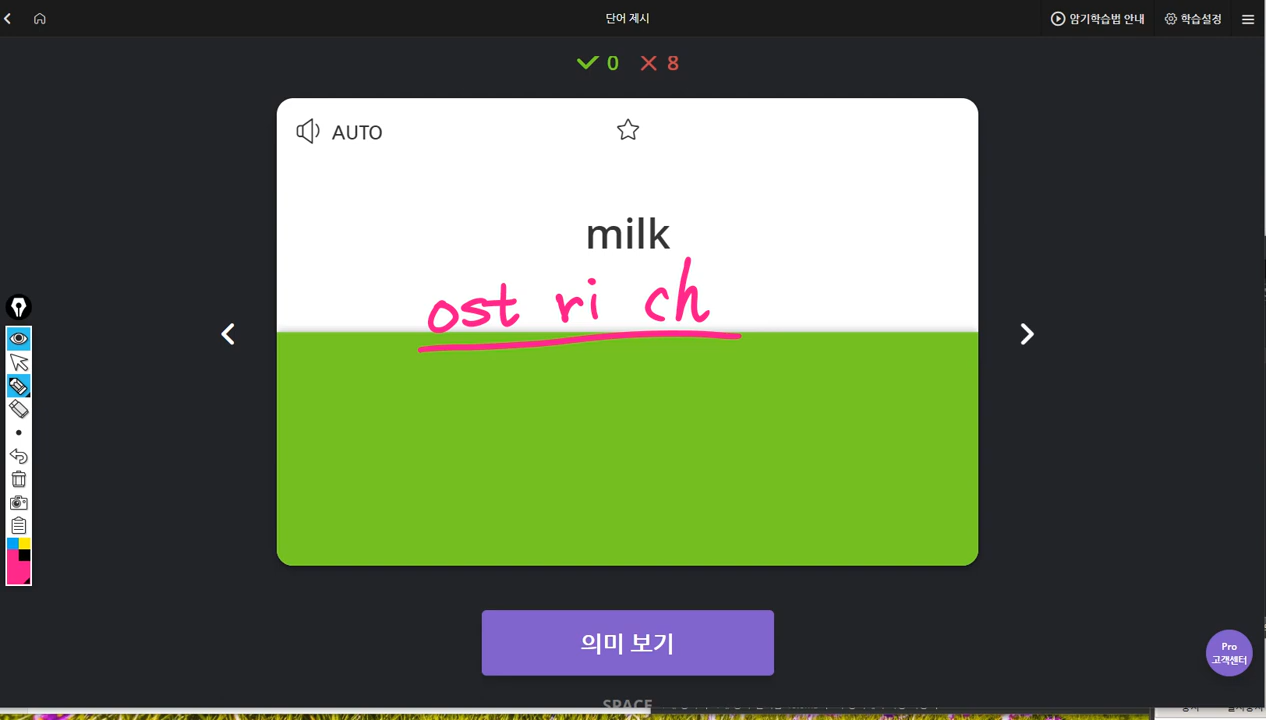 단어 제시
암기학습법 안내
학습설정
0
8
AUTO
milk
ost ri ch
의미 보기
Pro
고객센터
SPACE